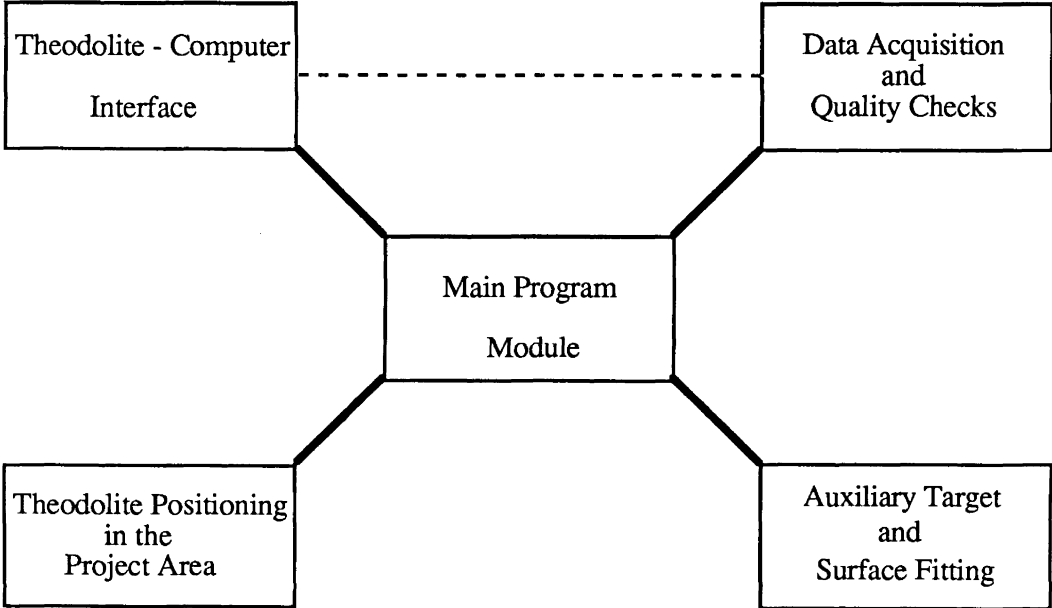 Theodolite - Computer
Interface
Data Acquisition
and
Quality Checks
Main Program
Module
Theodolite Positioning
in the
Project Area
Auxiliary Target
and
Surface Fitting